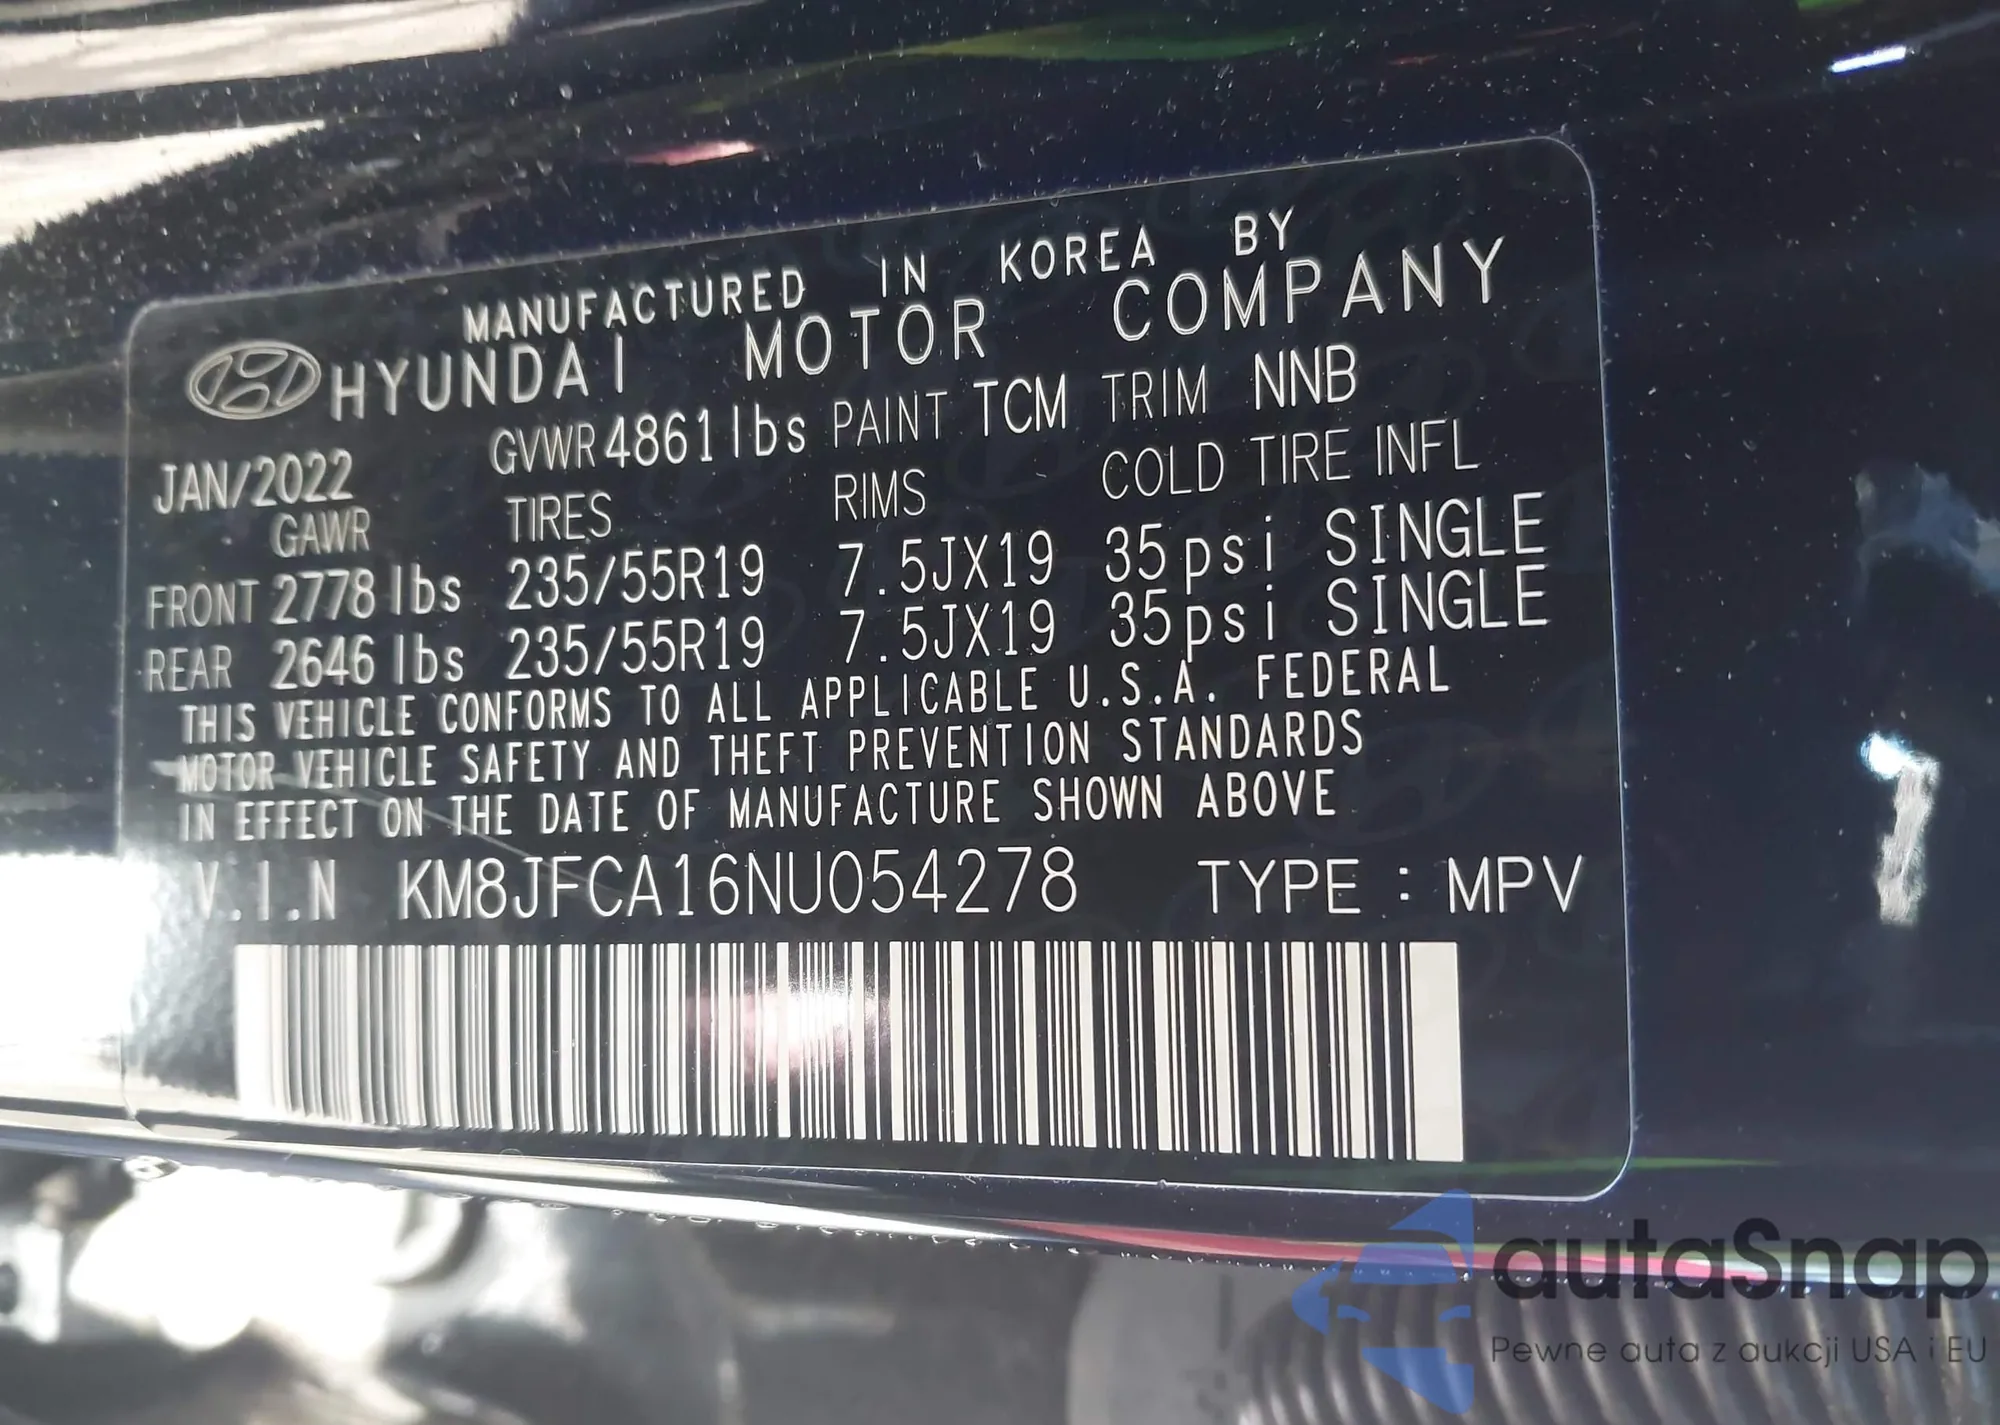 MANUFACTURED IN KOREA BY
HYUNDAI MOTOR COMPANY
JAN/2022 GVWR 4861 lbs PAINT TCM TRIM NNB
GAWR TIRES RIMS COLD TIRE INFL
FRONT 2778 lbs 235/55R19 7.5JX19 35psi SINGLE
REAR 2646 lbs 235/55R19 7.5JX19 35psi SINGLE
THIS VEHICLE CONFORMS TO ALL APPLICABLE U.S.A. FEDERAL
MOTOR VEHICLE SAFETY AND THEFT PREVENTION STANDARDS
IN EFFECT ON THE DATE OF MANUFACTURE SHOWN ABOVE
V.I.N KM8JFCA16NU054278 TYPE : MPV
autaSnap
Pewne auta z aukcji USA i EU